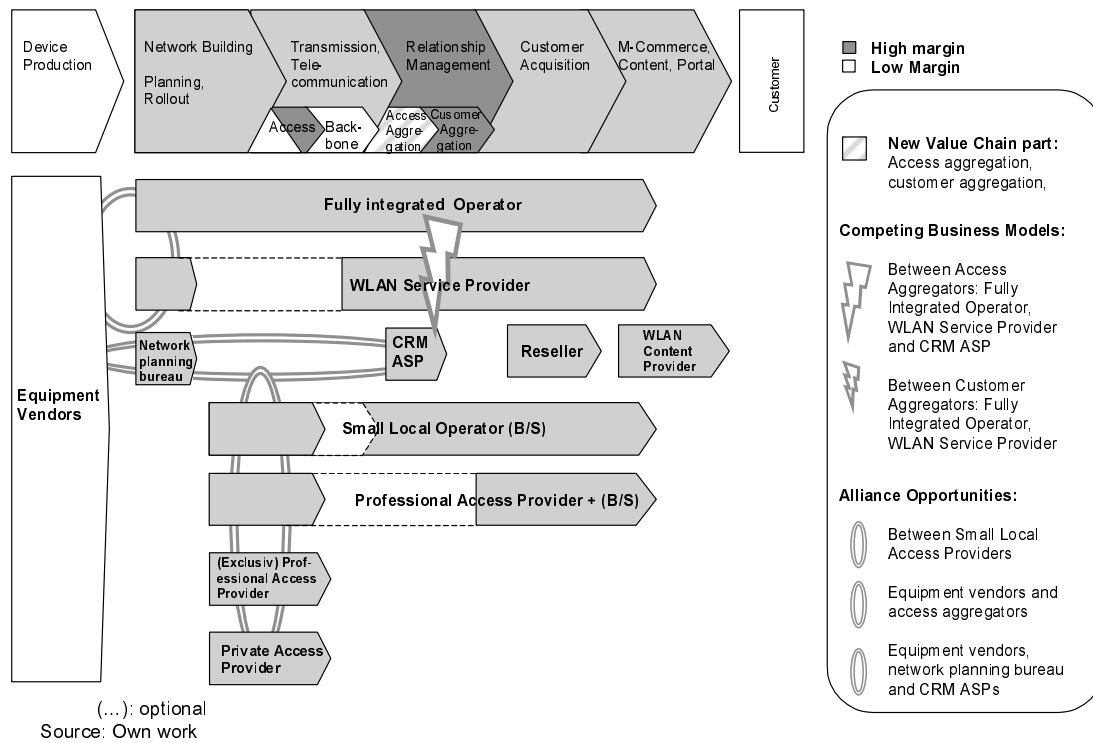 Device
Production
Network Building
Planning,
Rollout
Transmission,
Tele-
communication
Relationship
Management
Customer
Acquisition
M-Commerce,
Content, Portal
Customer
Access
Back-
bone
Access
Aggre-
gation
Cusomer
Aggre-
gation
High margin
Low Margin
New Value Chain part:
Access aggregation,
customer aggregation,
Competing Business Models:
Between Access
Aggregators: Fully
Integrated Operator,
WLAN Service Provider
and CRM ASP
Between Customer
Aggregators: Fully
Integrated Operator,
WLAN Service Provider
Alliance Opportunities:
Between Small Local
Access Providers
Equipment vendors and
access aggregators
Equipment vendors,
network planning bureau
and CRM ASPs
Equipment
Vendors
Fully integrated Operator
WLAN Service Provider
Network
planning
bureau
CRM
ASP
Reseller
WLAN
Content
Provider
Small Local Operator (B/S)
Professional Access Provider + (B/S)
(Exclusiv) Prof-
essional Access
Provider
Private Access
Provider
(...): optional
Source: Own work